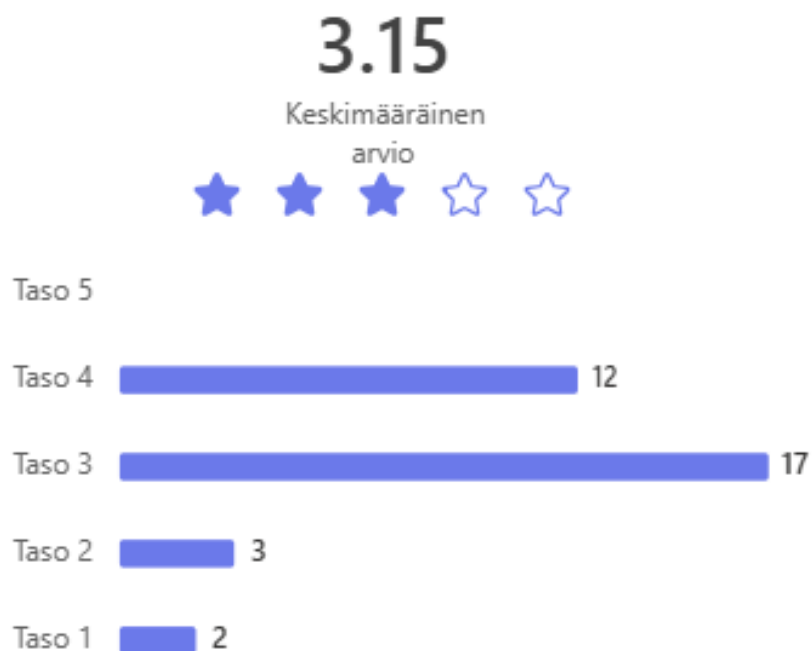 3.15
Keskimääräinen
arvio
Taso 5
Taso 4 12
Taso 3 17
Taso 2 3
Taso 1 2